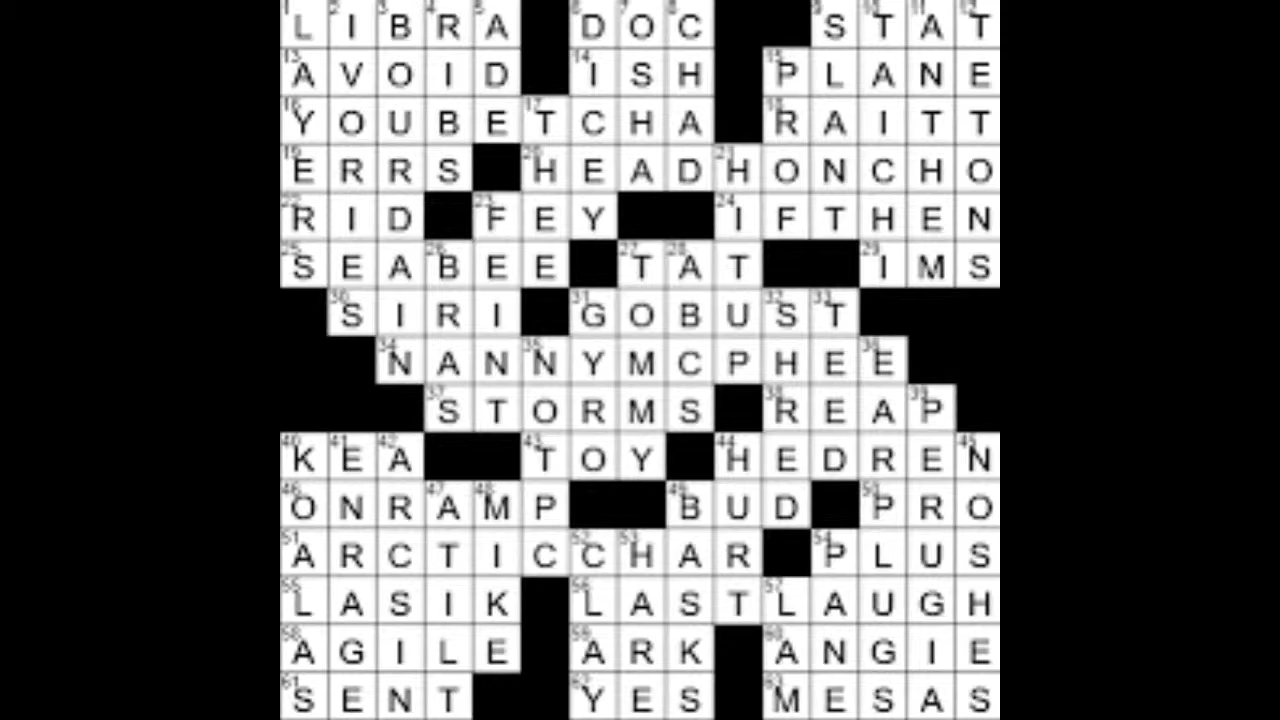 LIBRA DOC STAT
AVOID ISH PLANE
YOUBETCHA RAITT
ERRS HEADHONCHO
RID FEY IFTHEN
SEABEE TAT IMS
SIRI GOBUST
NANNYMCPHEE
STORMS REAP
KEA TOY HEDREN
ONRAMP BUD PRO
ARCTICCHAR PLUS
LASIK LASTLAUGH
AGILE ARK ANGIE
SENT YES MESAS